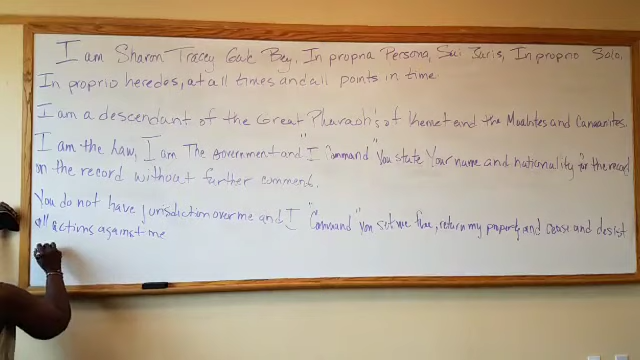 I am Sharon Tracey Gale Bey, In propria Persona, Sui Juris, In proprio Solo,
In proprio heredes, at all times and all points in time.
I am a descendant of the Great Pharaoh's of Khemet and the Moabites and Canaanites
I am the Law, I am The government and "I Command" You state Your name and nationality for the record
on the record without further comment.
You do not have jurisdiction over me and I "Command" you set me free, return my property and cease and desist
all actions against me